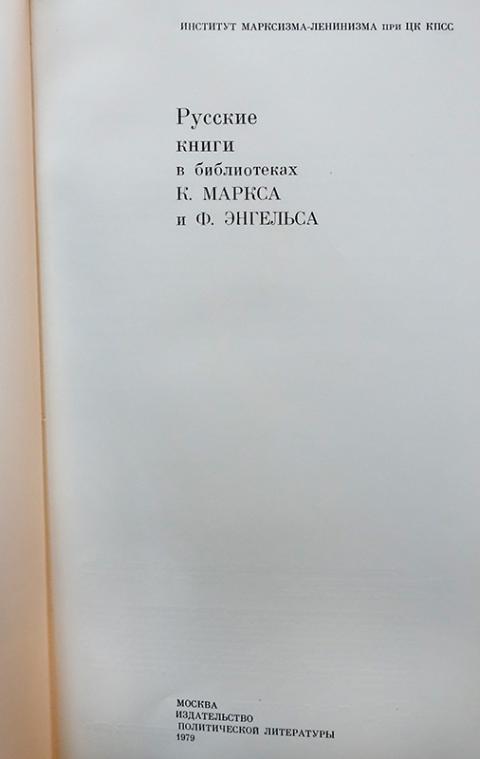 ИНСТИТУТ МАРКСИЗМА-ЛЕНИНИЗМА ПРИ ЦК КПСС
Русские
книги
в библиотеках
К. МАРКСА
и Ф. ЭНГЕЛЬСА
МОСКВА
ИЗДАТЕЛЬСТВО
ПОЛИТИЧЕСКОЙ ЛИТЕРАТУРЫ
1979